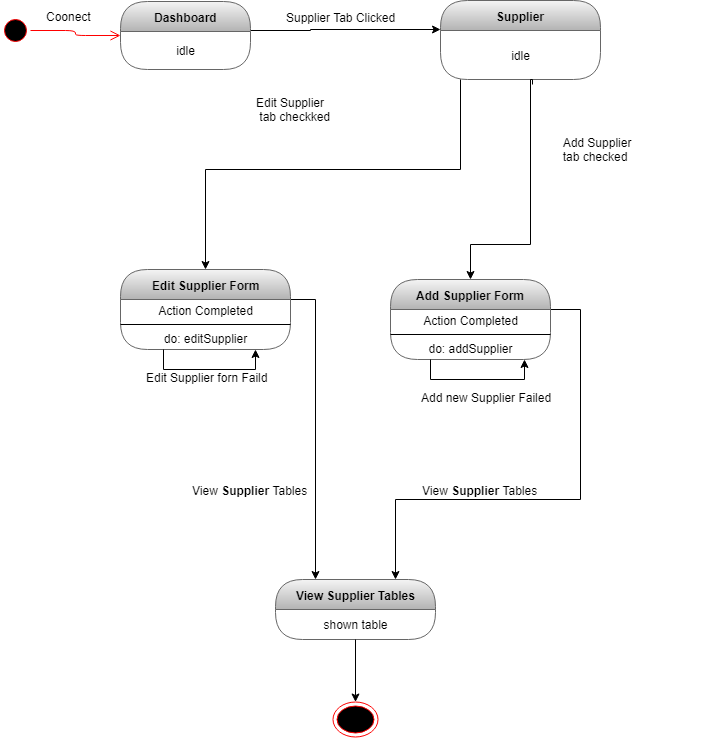 Coonect
Dashboard
idle
Supplier Tab Clicked
Supplier
idle
Edit Supplier
tab checkked
Add Supplier
tab checked
Edit Supplier Form
Action Completed
do: editSupplier
Edit Supplier forn Faild
Add Supplier Form
Action Completed
do: addSupplier
Add new Supplier Failed
View Supplier Tables
View Supplier Tables
View Supplier Tables
shown table